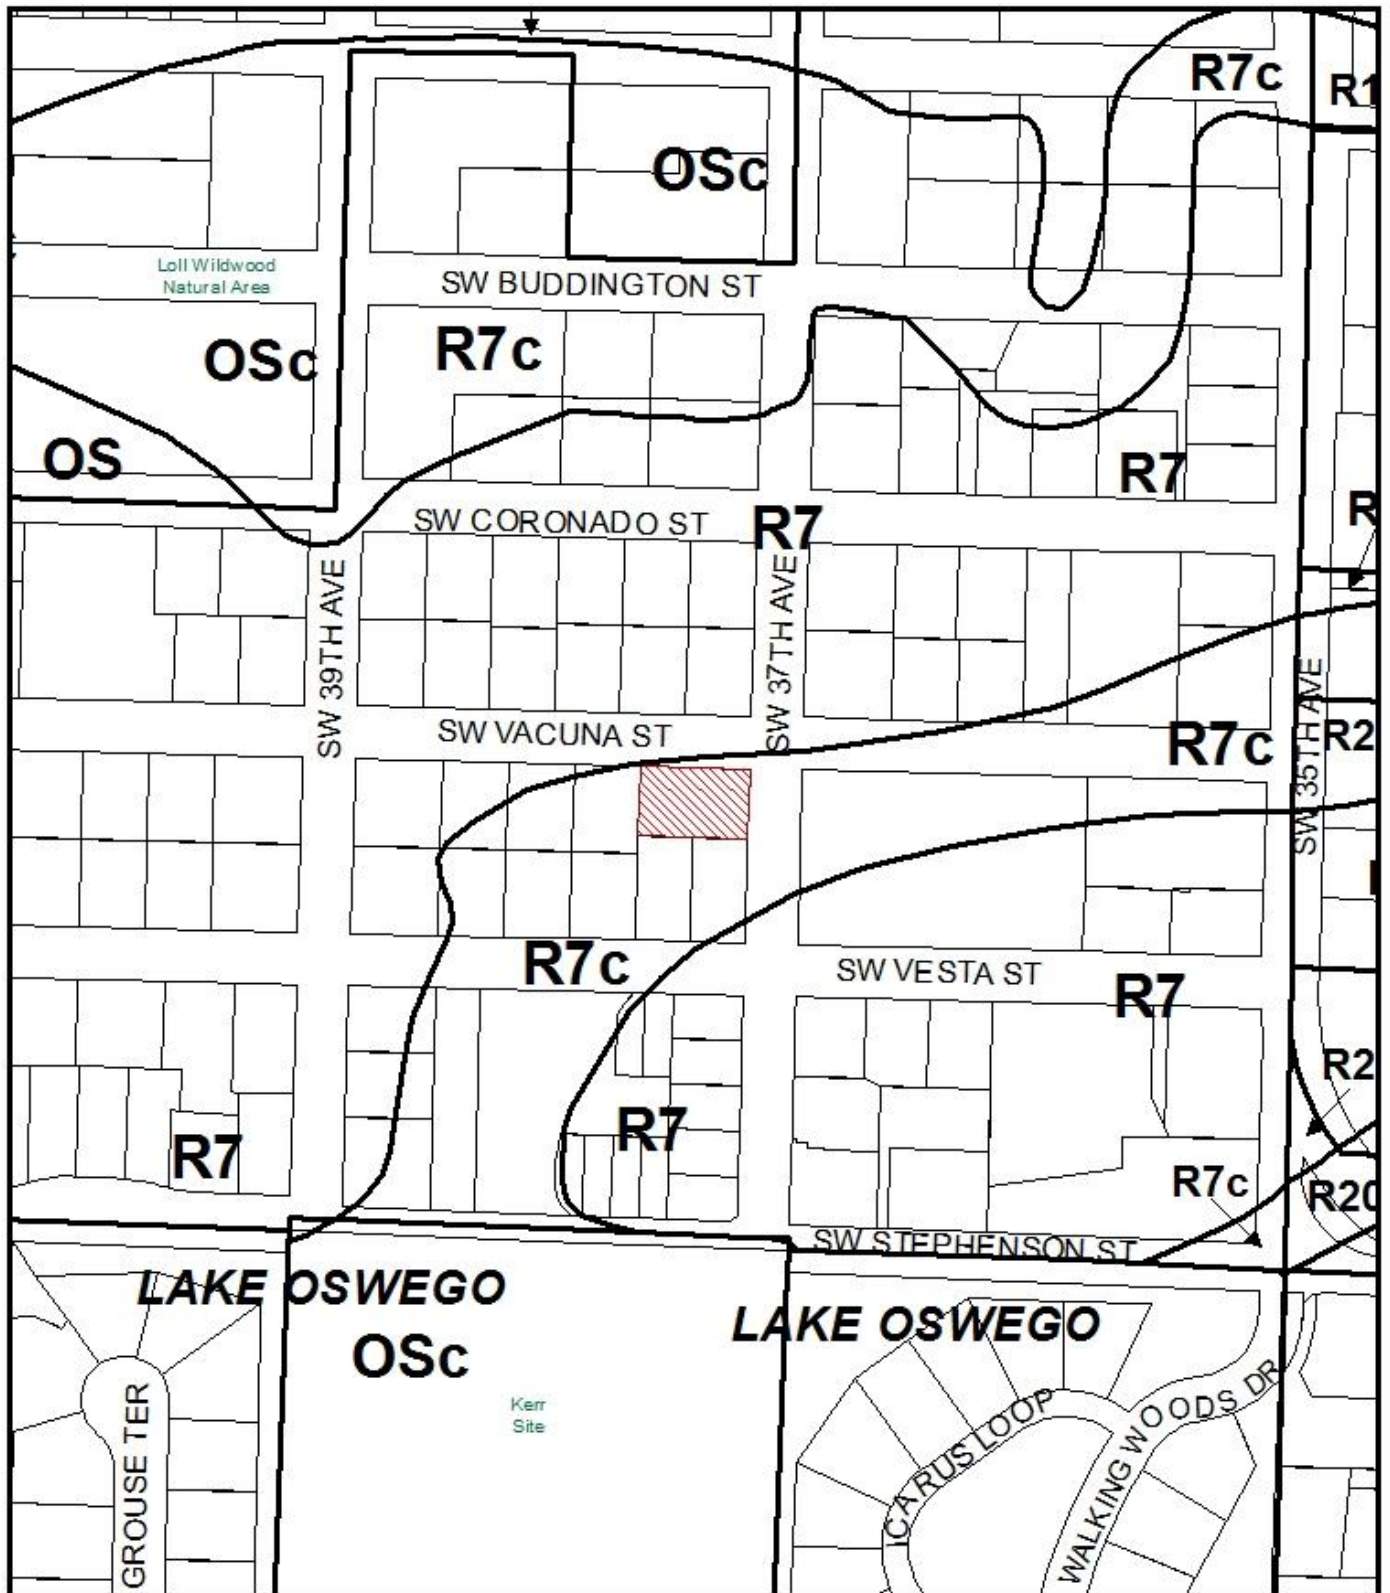 R7c
R1
OSc
Loll Wildwood
Natural Area
SW BUDDINGTON ST
OSc
R7c
OS
R7
R
SW CORONADO ST
R7
SW 39TH AVE
SW 37TH AVE
SW 35TH AVE
SW VACUNA ST
R7c
R2
R7c
SW VESTA ST
R7
R2
R7
R7
R7c
R20
SW STEPHENSON ST
LAKE OSWEGO
LAKE OSWEGO
OSc
Kerr
Site
GROUSE TER
ICARUS LOOP
WALKING WOODS DR